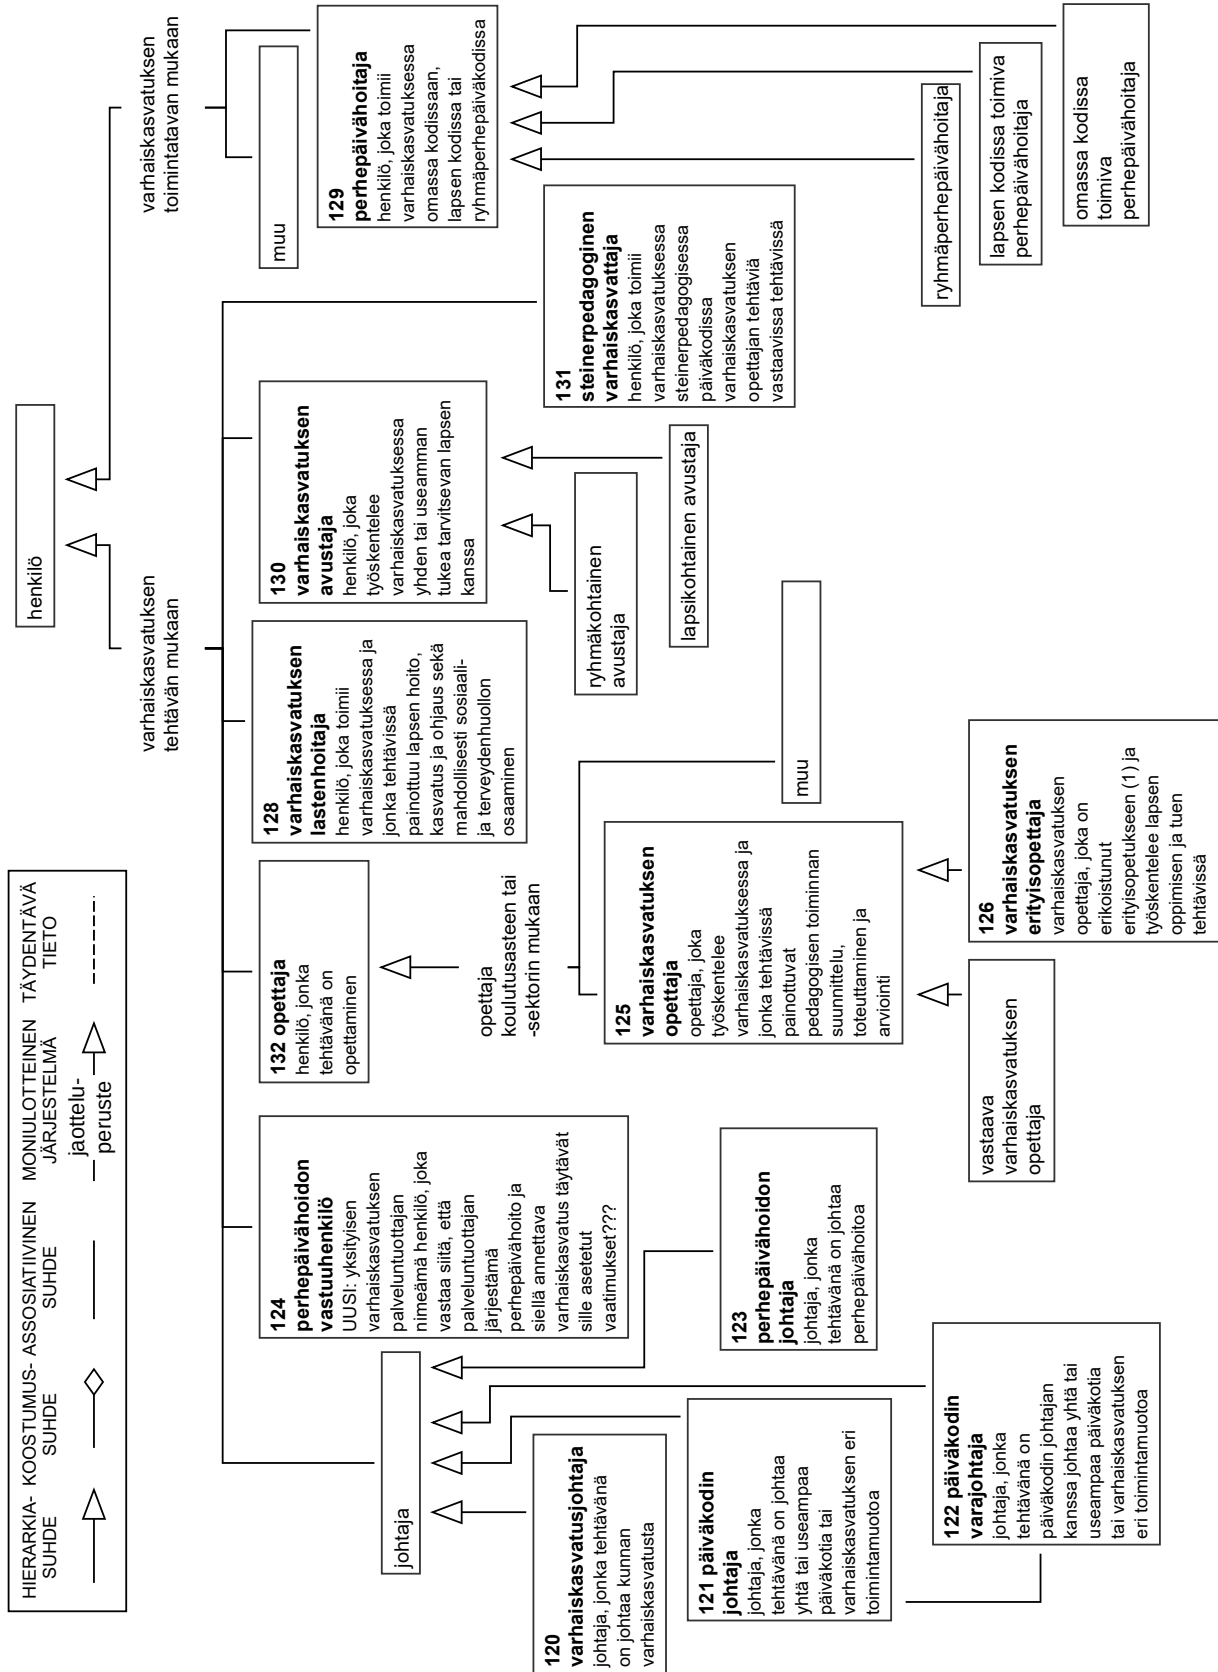 HIERARKIA-
SUHDE
KOOSTUMUS-
SUHDE
ASSOSIATIIVINEN
SUHDE
MONIULOTTEINEN
JÄRJESTELMÄ
TÄYDENTÄVÄ
TIETO
jaottelu-
peruste
henkilö
varhaiskasvatuksen
tehtävän mukaan
varhaiskasvatuksen
toimintatavan mukaan
johtaja
120
varhaiskasvatusjohtaja
johtaja, jonka tehtävänä
on johtaa kunnan
varhaiskasvatusta
121 päiväkodin
johtaja
johtaja, jonka
tehtävänä on johtaa
yhtä tai useampaa
päiväkotia tai
varhaiskasvatuksen eri
toimintamuotoa
122 päiväkodin
varajohtaja
johtaja, jonka
tehtävänä on
päiväkodin johtajan
kanssa johtaa yhtä tai
useampaa päiväkotia
tai varhaiskasvatuksen
eri toimintamuotoa
123
perhepäivähoidon
johtaja
johtaja, jonka
tehtävänä on johtaa
perhepäivähoitoa
124
perhepäivähoidon
vastuuhenkilö
UUSI: yksityisen
varhaiskasvatuksen
palveluntuottajan
nimeämä henkilö, joka
vastaa siitä, että
palveluntuottajan
järjestämä
perhepäivähoito ja
siellä annettava
varhaiskasvatus täytävät
sille asetetut
vaatimukset???
132 opettaja
henkilö, jonka
tehtävänä on
opettaminen
opettaja
koulutusasteen tai
-sektorin mukaan
125
varhaiskasvatuksen
opettaja
opettaja, joka
työskentelee
varhaiskasvatuksessa ja
jonka tehtävissä
painottuvat
pedagogisen toiminnan
suunnittelu,
toteuttaminen ja
arviointi
muu
vastaava
varhaiskasvatuksen
opettaja
126
varhaiskasvatuksen
erityisopettaja
varhaiskasvatuksen
opettaja, joka on
erikoistunut
erityisopetukseen (1) ja
työskentelee lapsen
oppimisen ja tuen
tehtävissä
128
varhaiskasvatuksen
lastenhoitaja
henkilö, joka toimii
varhaiskasvatuksessa ja
jonka tehtävissä
painottuu lapsen hoito,
kasvatus ja ohjaus sekä
mahdollisesti sosiaali-
ja terveydenhuollon
osaaminen
130
varhaiskasvatuksen
avustaja
henkilö, joka
työskentelee
varhaiskasvatuksessa
yhden tai useamman
tukea tarvitsevan lapsen
kanssa
ryhmäkohtainen
avustaja
lapsikohtainen avustaja
131
steinerpedagoginen
varhaiskasvattaja
henkilö, joka toimii
varhaiskasvatuksessa
steinerpedagogisessa
päiväkodissa
varhaiskasvatuksen
opettajan tehtäviä
vastaavissa tehtävissä
muu
129
perhepäivähoitaja
henkilö, joka toimii
varhaiskasvatuksessa
omassa kodissaan,
lapsen kodissa tai
ryhmäperhepäiväkodissa
ryhmäperhepäivähoitaja
lapsen kodissa toimiva
perhepäivähoitaja
omassa kodissa
toimiva
perhepäivähoitaja